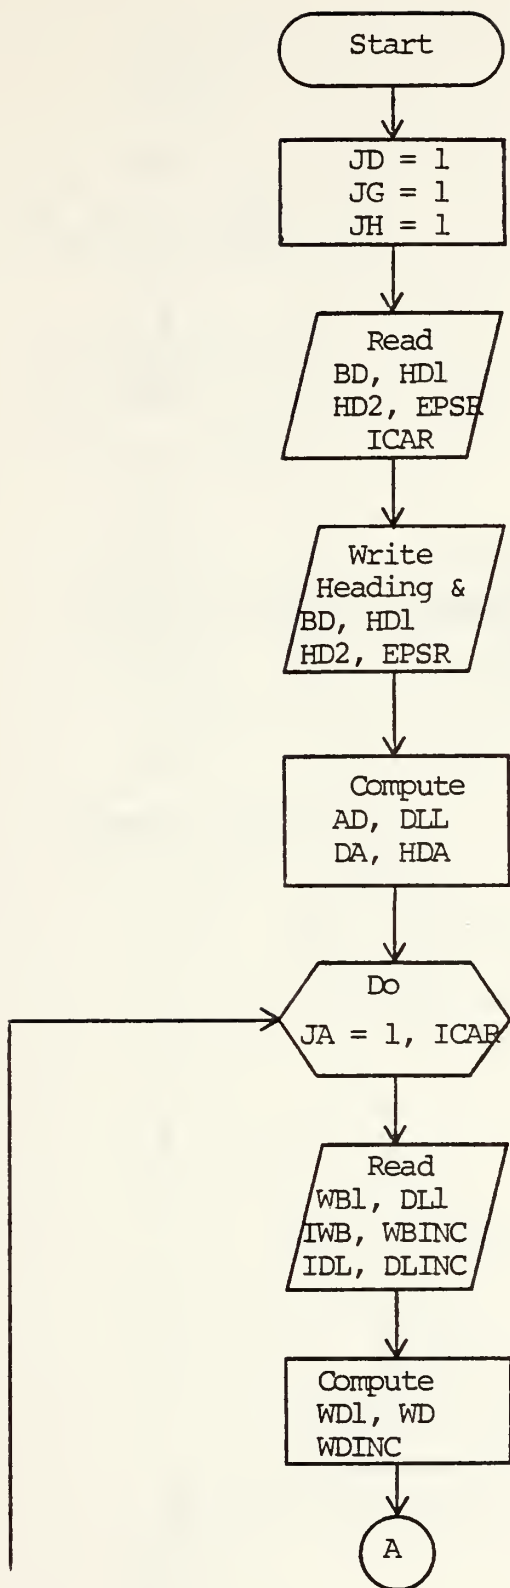 Start
JD = 1
JG = 1
JH = 1
Read
BD, HD1
HD2, EPSR
ICAR
Write
Heading &
BD, HD1
HD2, EPSR
Compute
AD, DLL
DA, HDA
Do
JA = 1, ICAR
Read
WB1, DL1
IWB, WBINC
IDL, DLINC
Compute
WD1, WD
WDINC
A